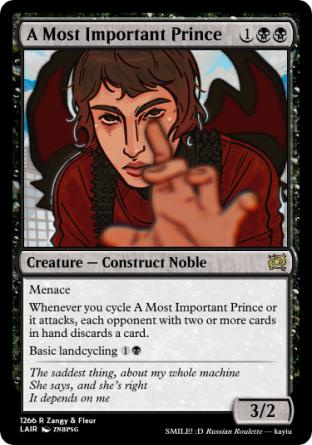 A Most Important Prince 1
Creature — Construct Noble
Menace
Whenever you cycle A Most Important Prince or
it attacks, each opponent with two or more cards
in hand discards a card.
Basic landcycling 1
The saddest thing, about my whole machine
She says, and she's right
It depends on me
3/2
1266 R Zangy & Fleur
LAIR ZNBPSG
SMILE! :D Russian Roulette — kayiu